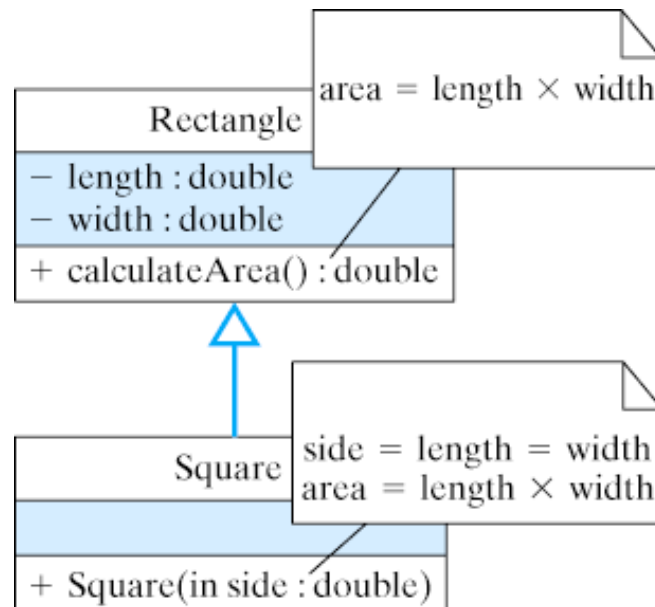 area = length × width
Rectangle
− length : double
− width : double
+ calculateArea() : double
side = length = width
area = length × width
Square
+ Square(in side : double)